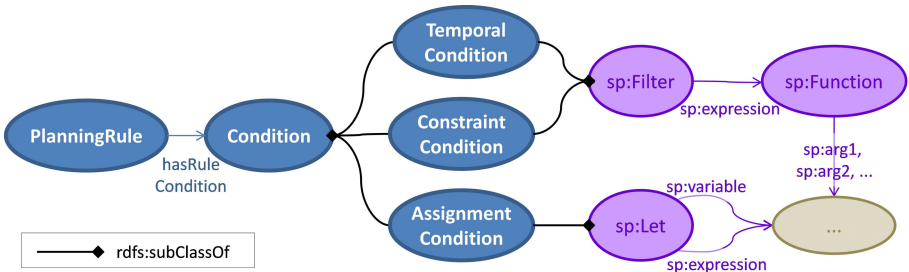 Temporal
Condition
sp:Filter
sp:expression
sp:Function
PlanningRule
hasRule
Condition
Condition
Constraint
Condition
sp:arg1,
sp:arg2, ...
Assignment
Condition
sp:variable
sp:Let
sp:expression
...
rdfs:subClassOf